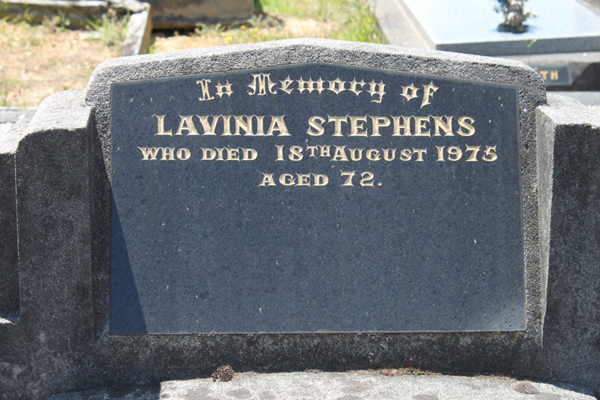 In Memory of
LAVINIA STEPHENS
WHO DIED 18TH AUGUST 1975
AGED 72.